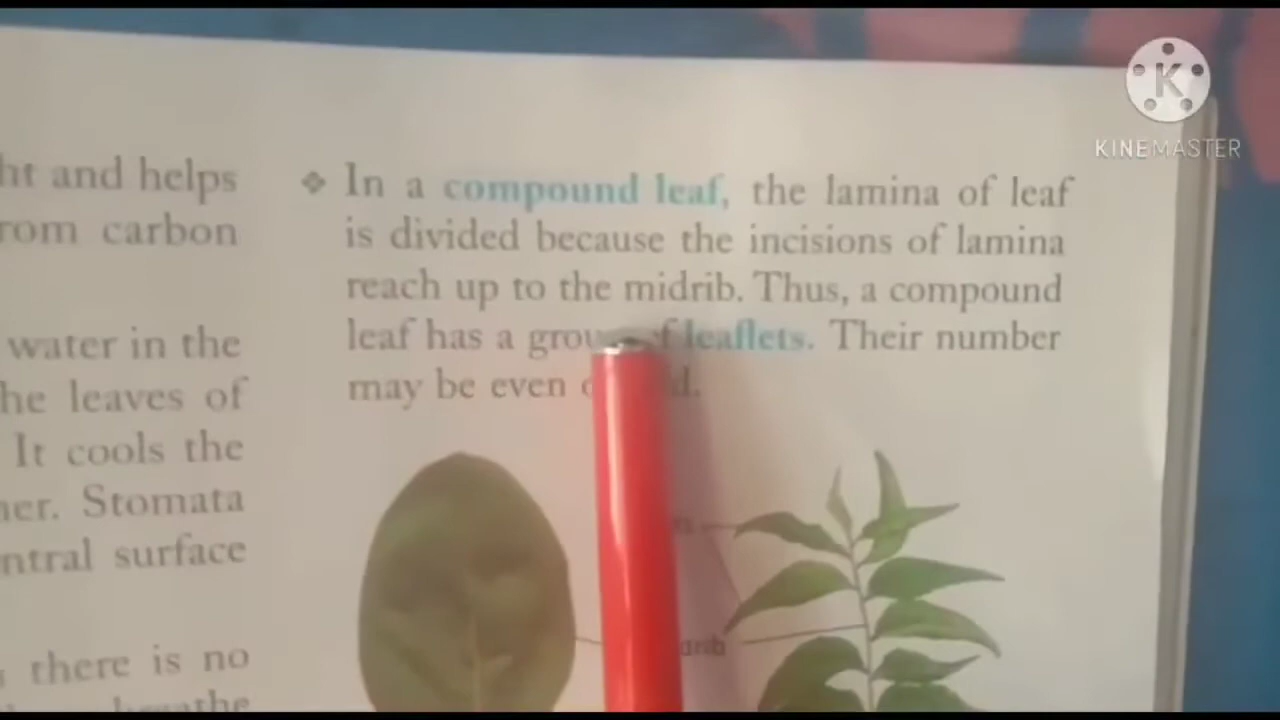 ht and helps
rom carbon
water in the
he leaves of
It cools the
ner. Stomata
ntral surface
there is no
breathe
❖ In a compound leaf, the lamina of leaf
is divided because the incisions of lamina
reach up to the midrib. Thus, a compound
leaf has a of leaflets. Their number
may be even
K
KINEMASTER